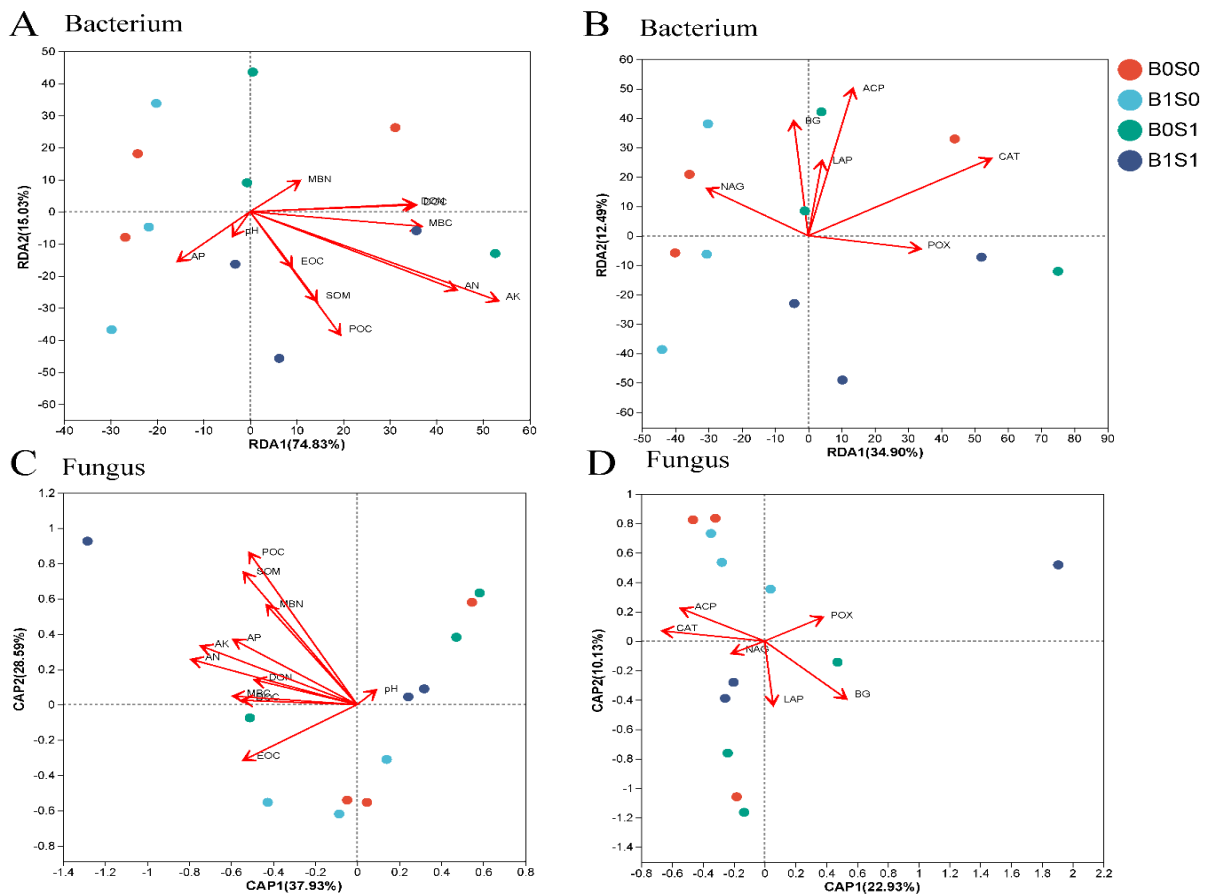 A Bacterium
50
40
30
20
10
0
-10
-20
-30
-40
-50
-60
-40 -30 -20 -10 0 10 20 30 40 50 60
RDA2(15.03%)
RDA1(74.83%)
MBN
DON
MBC
pH
AP
EOC
AN
SOM
AK
POC
B Bacterium
60
50
40
30
20
10
0
-10
-20
-30
-40
-50
-60
-50 -40 -30 -20 -10 0 10 20 30 40 50 60 70 80 90
RDA2(12.49%)
RDA1(34.90%)
ACP
BG
LAP
CAT
NAG
POX
B0S0
B1S0
B0S1
B1S1
C Fungus
1.2
1
0.8
0.6
0.4
0.2
0
-0.2
-0.4
-0.6
-0.8
-1.4 -1.2 -1 -0.8 -0.6 -0.4 -0.2 0 0.2 0.4 0.6 0.8
CAP2(28.59%)
CAP1(37.93%)
POC
SOM
MBN
AK
AP
AN
DON
MBC
DOC
pH
EOC
D Fungus
1
0.8
0.6
0.4
0.2
0
-0.2
-0.4
-0.6
-0.8
-1
-1.2
-1.4
-0.8 -0.6 -0.4 -0.2 0 0.2 0.4 0.6 0.8 1 1.2 1.4 1.6 1.8 2 2.2
CAP2(10.13%)
CAP1(22.93%)
ACP
CAT
POX
NAG
LAP
BG